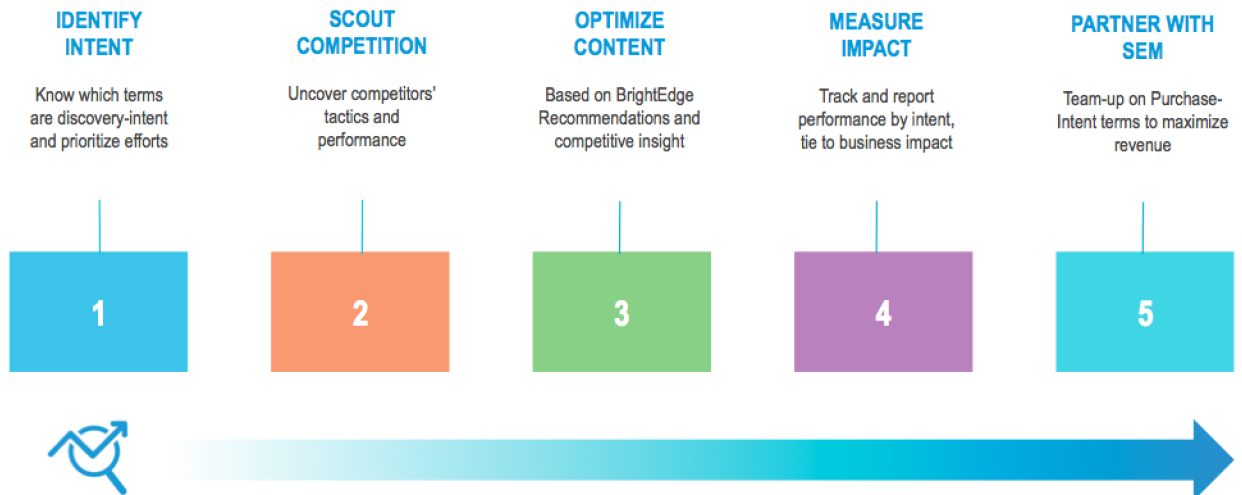 IDENTIFY
INTENT
Know which terms
are discovery-intent
and prioritize efforts
SCOUT
COMPETITION
Uncover competitors'
tactics and
performance
OPTIMIZE
CONTENT
Based on BrightEdge
Recommendations and
competitive insight
MEASURE
IMPACT
Track and report
performance by intent,
tie to business impact
PARTNER WITH
SEM
Team-up on Purchase-
Intent terms to maximize
revenue
1
2
3
4
5